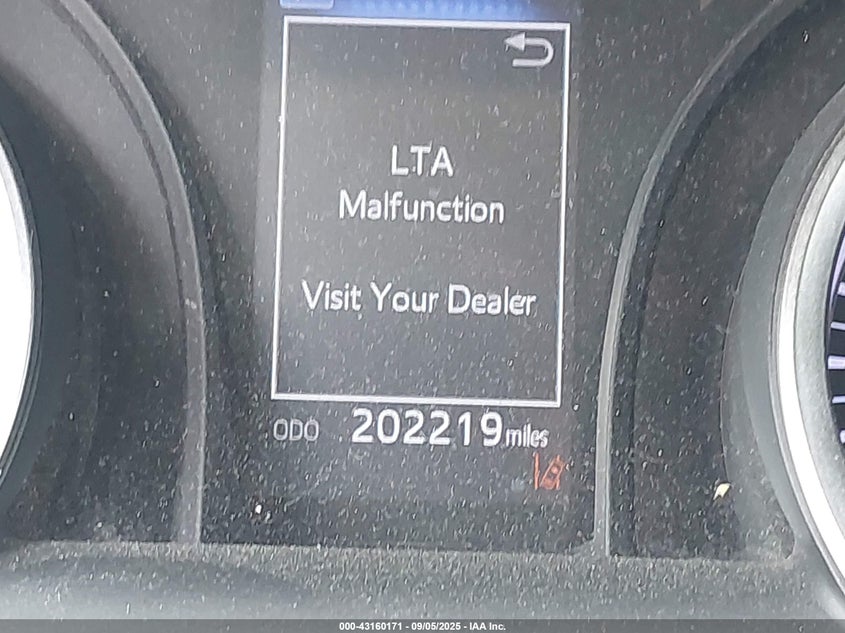 LTA
Malfunction
Visit Your Dealer
ODO 202219 miles
000-43160171 - 09/05/2025 - IAA Inc.